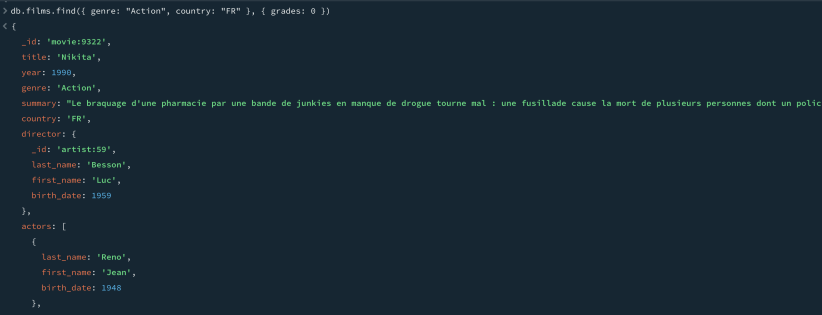 > db.films.find({ genre: "Action", country: "FR" }, { grades: 0 })
< {
_id: 'movie:9322',
title: 'Nikita',
year: 1990,
genre: 'Action',
summary: "Le braquage d'une pharmacie par une bande de junkies en manque de drogue tourne mal : une fusillade cause la mort de plusieurs personnes dont un polic
country: 'FR',
director: {
_id: 'artist:59',
last_name: 'Besson',
first_name: 'Luc',
birth_date: 1959
},
actors: [
{
last_name: 'Reno',
first_name: 'Jean',
birth_date: 1948
},